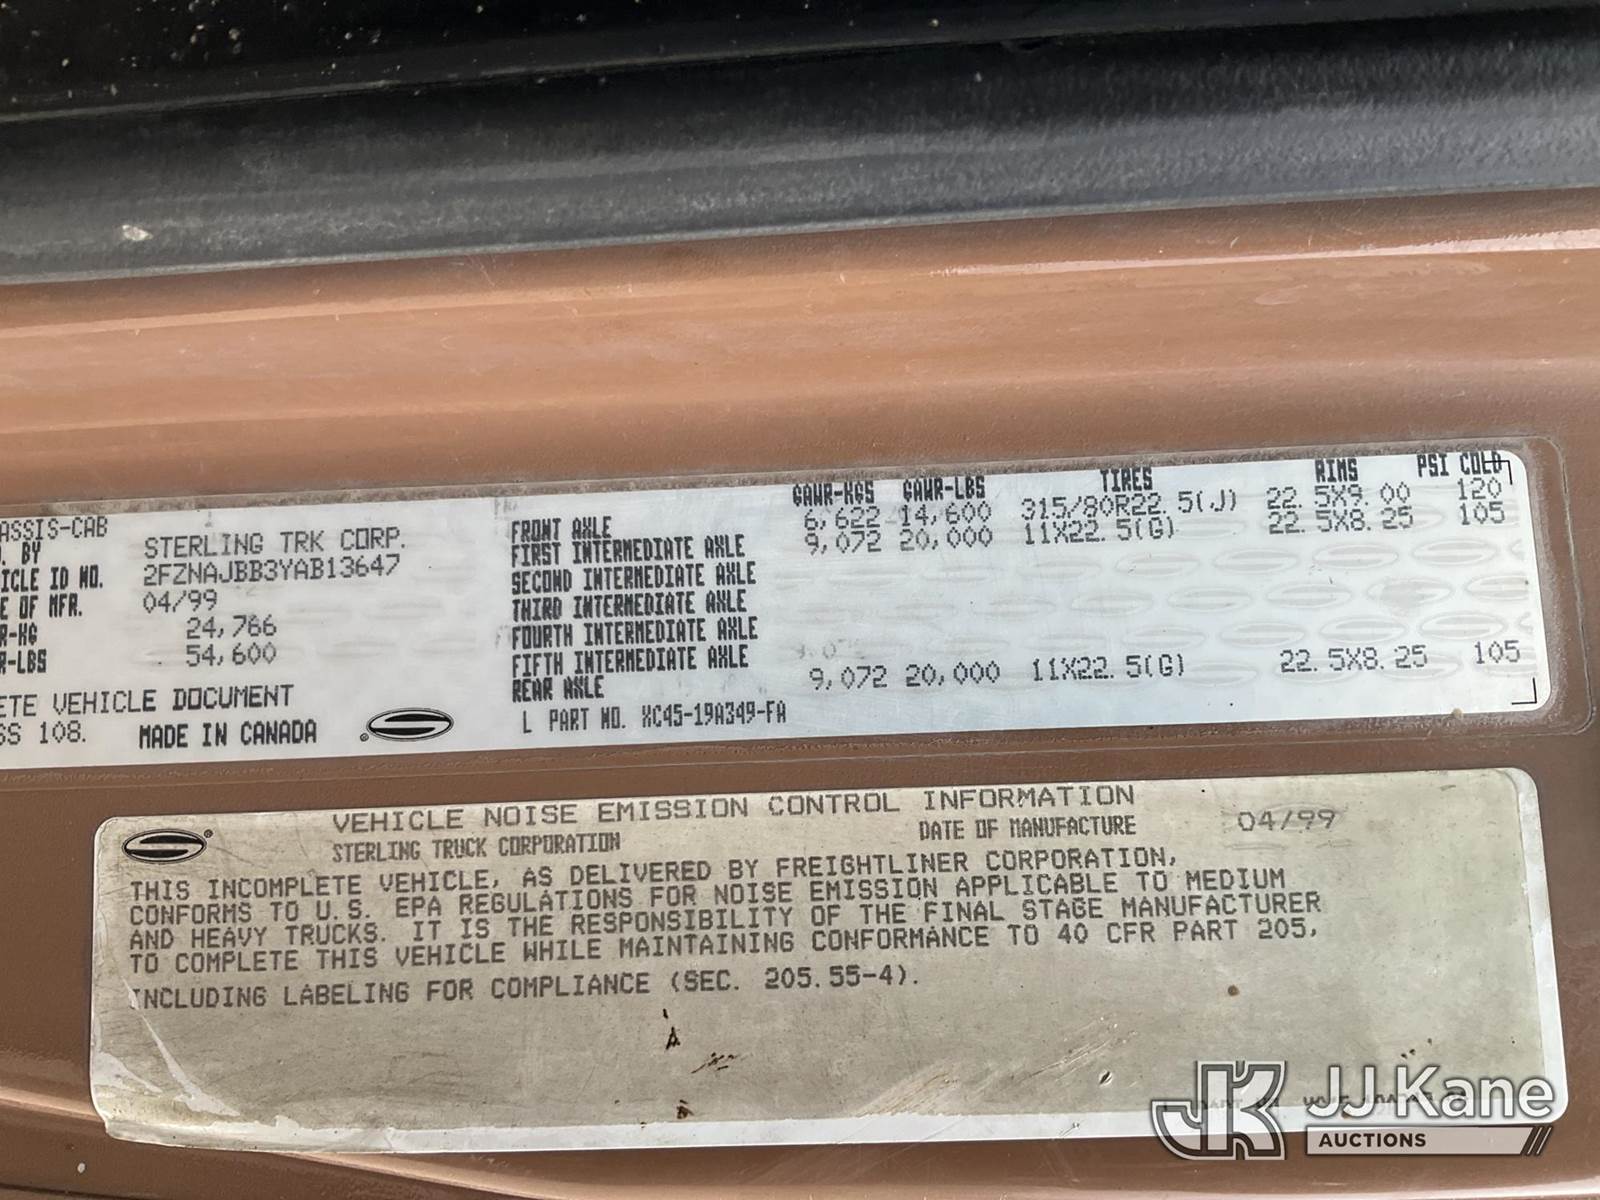 ASSIS-CAB
. BY STERLING TRK CORP.
ICLE ID NO. 2FZNAJBB3YAB13647
E OF MFR. 04/99
R-KG 24,766
R-LBS 54,600
ETE VEHICLE DOCUMENT
SS 108. MADE IN CANADA
GAWR-KGS GAWR-LBS TIRES RIMS PSI COLD
FRONT AXLE 6,622 14,600 315/80R22.5(J) 22.5X9.00 120
FIRST INTERMEDIATE AXLE 9,072 20,000 11X22.5(G) 22.5X8.25 105
SECOND INTERMEDIATE AXLE
THIRD INTERMEDIATE AXLE
FOURTH INTERMEDIATE AXLE
FIFTH INTERMEDIATE AXLE
REAR AXLE 9,072 20,000 11X22.5(G) 22.5X8.25 105
L PART NO. XC45-19A349-FA
VEHICLE NOISE EMISSION CONTROL INFORMATION
STERLING TRUCK CORPORATION DATE OF MANUFACTURE 04/99
THIS INCOMPLETE VEHICLE, AS DELIVERED BY FREIGHTLINER CORPORATION,
CONFORMS TO U.S. EPA REGULATIONS FOR NOISE EMISSION APPLICABLE TO MEDIUM
AND HEAVY TRUCKS. IT IS THE RESPONSIBILITY OF THE FINAL STAGE MANUFACTURER
TO COMPLETE THIS VEHICLE WHILE MAINTAINING CONFORMANCE TO 40 CFR PART 205,
INCLUDING LABELING FOR COMPLIANCE (SEC. 205.55-4).
JK JJ Kane
AUCTIONS